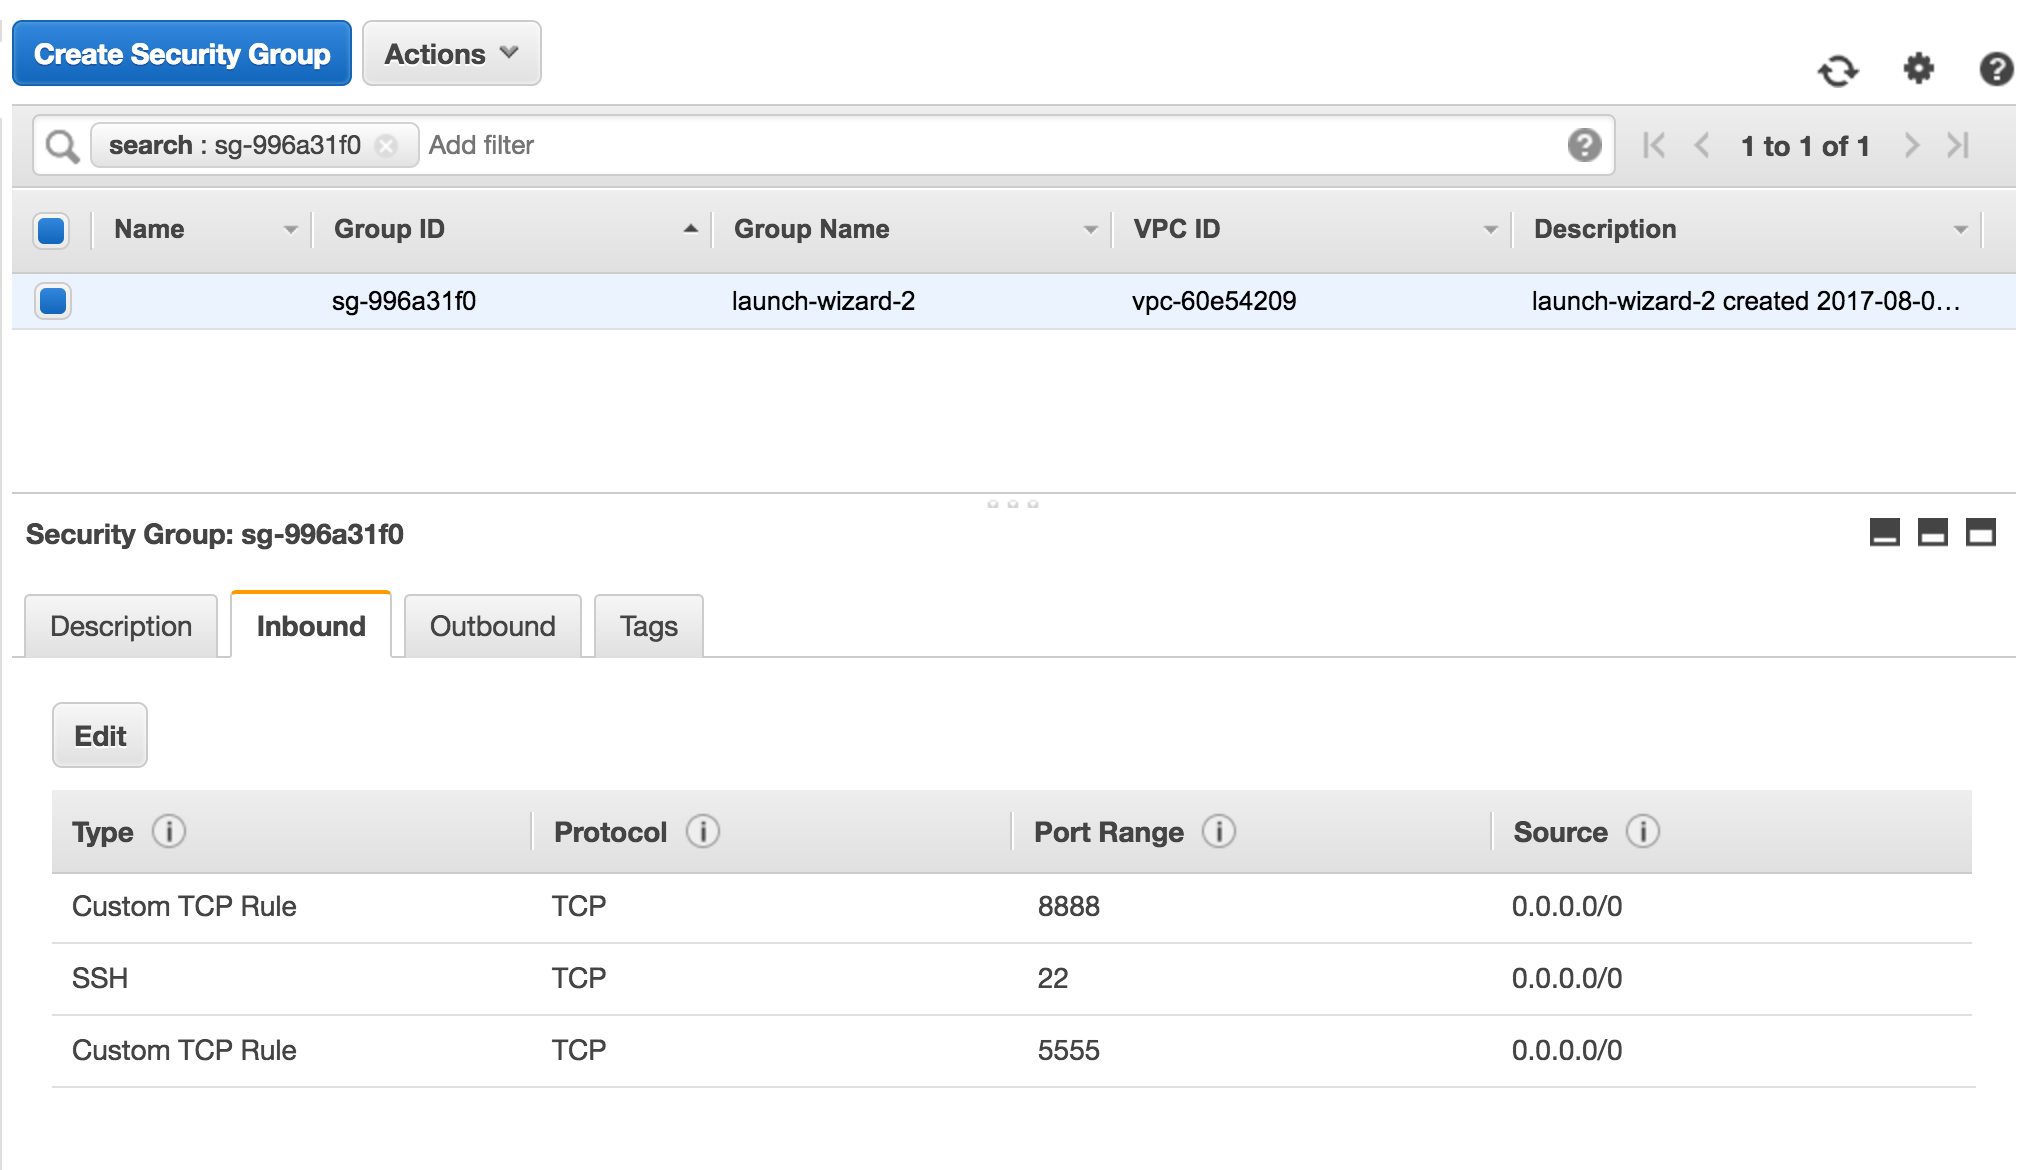 Create Security Group Actions
search : sg-996a31f0 Add filter 1 to 1 of 1
Name Group ID Group Name VPC ID Description
sg-996a31f0 launch-wizard-2 vpc-60e54209 launch-wizard-2 created 2017-08-0…
Security Group: sg-996a31f0
Description Inbound Outbound Tags
Edit
Type Protocol Port Range Source
Custom TCP Rule TCP 8888 0.0.0.0/0
SSH TCP 22 0.0.0.0/0
Custom TCP Rule TCP 5555 0.0.0.0/0